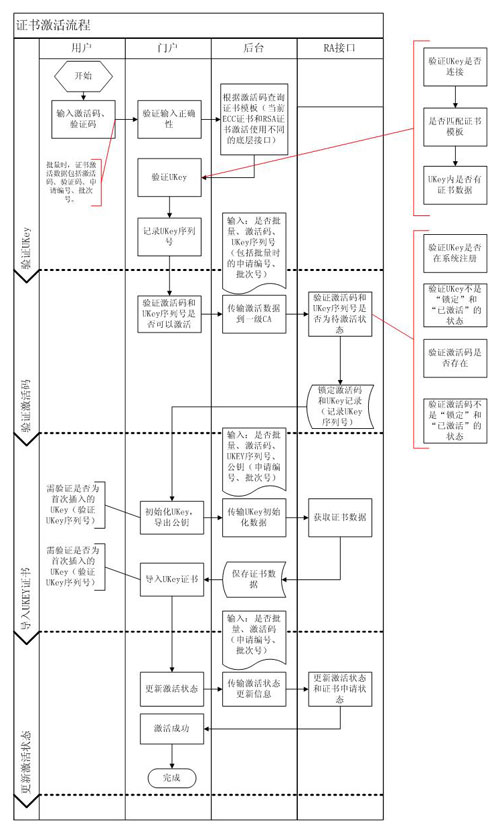 证书激活流程
用户
门户
后台
RA接口
验证UKey
开始
输入激活码、
验证码
验证输入正确
性
根据激活码查询
证书模板（当前
ECC证书和RSA证
书激活使用不同
的底层接口）
批量时，证书激
活数据包括激活
码、验证码、申
请编号、批次号。
验证UKey
记录UKey序列
号
输入：是否批
量、激活码、
UKey序列号
（包括批量时
的申请编号、
批次号）
验证UKey是否
连接
是否匹配证书
模板
UKey内是否有
证书数据
验证激活码
验证激活码和
UKey序列号是
否可以激活
传输激活数据
到一级CA
验证激活码和
UKey序列号是
否为待激活
状态
锁定激活码
和UKey记录
（记录UKey
序列号）
验证UKey是否
在系统注册
验证UKey不是
“锁定”和
“已激活”的
状态
验证激活码是
否存在
验证激活码不
是“锁定”和
“已激活”的
状态
导入UKEY证书
输入：是否批
量、激活码、
UKEY序列号、
公钥（申请编
号、批次号）
需验证是否为
首次插入的
UKey（验证
UKey序列号）
初始化UKey，
导出公钥
传输UKey初始
化数据
获取证书数据
需验证是否为
首次插入的
UKey（验证
UKey序列号）
导入UKey证书
保存证书数
据
更新激活状态
输入：是否批
量、激活码
（申请编号、
批次号）
更新激活状态
传输激活状态
更新信息
更新激活状态
和证书申请状
态
激活成功
完成